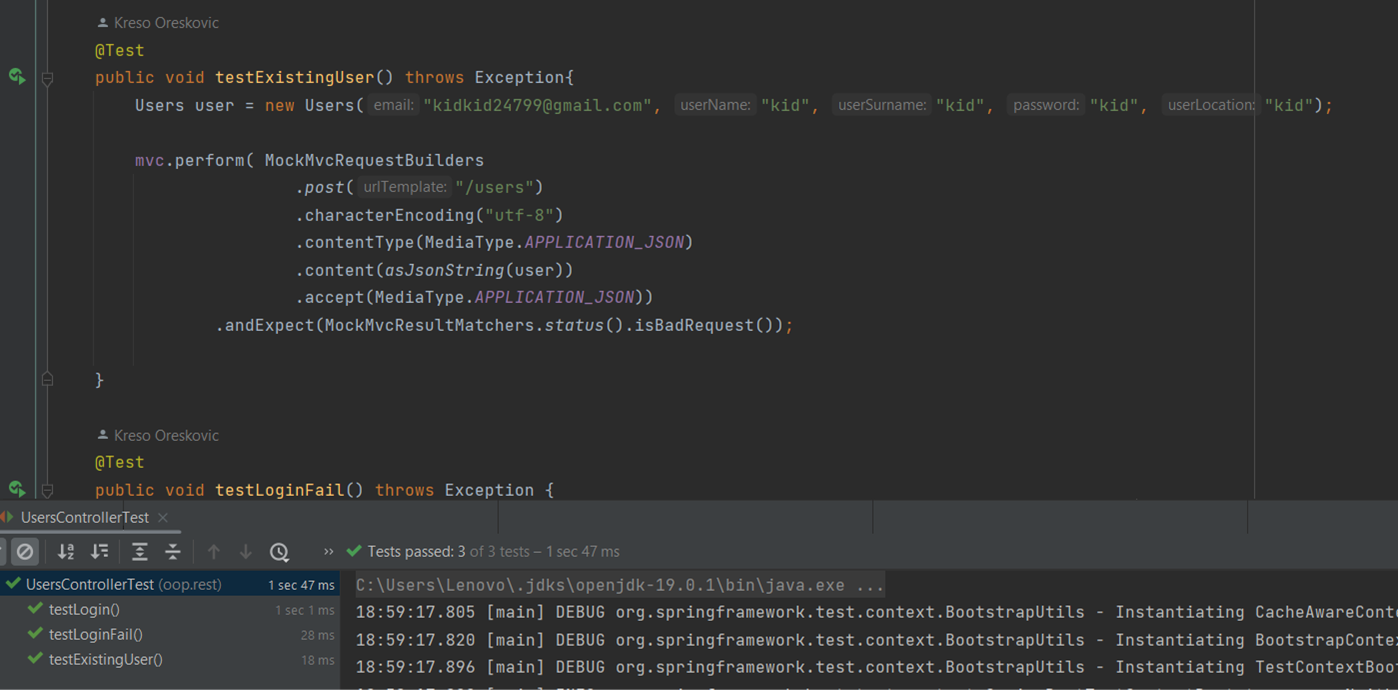 Kreso Oreskovic
@Test
public void testExistingUser() throws Exception{
Users user = new Users( email: "kidkid24799@gmail.com", userName: "kid", userSurname: "kid", password: "kid", userLocation: "kid");
mvc.perform( MockMvcRequestBuilders
.post( urlTemplate: "/users")
.characterEncoding("utf-8")
.contentType(MediaType.APPLICATION_JSON)
.content(asJsonString(user))
.accept(MediaType.APPLICATION_JSON))
.andExpect(MockMvcResultMatchers.status().isBadRequest());
}
Kreso Oreskovic
@Test
public void testLoginFail() throws Exception {
UsersControllerTest
Tests passed: 3 of 3 tests – 1 sec 47 ms
UsersControllerTest (oop.rest) 1 sec 47 ms
testLogin() 1 sec 1 ms
testLoginFail() 28 ms
testExistingUser() 18 ms
C:\Users\Lenovo\.jdks\openjdk-19.0.1\bin\java.exe ...
18:59:17.805 [main] DEBUG org.springframework.test.context.BootstrapUtils - Instantiating CacheAwareConte
18:59:17.820 [main] DEBUG org.springframework.test.context.BootstrapUtils - Instantiating BootstrapContex
18:59:17.896 [main] DEBUG org.springframework.test.context.BootstrapUtils - Instantiating TestContextBoot